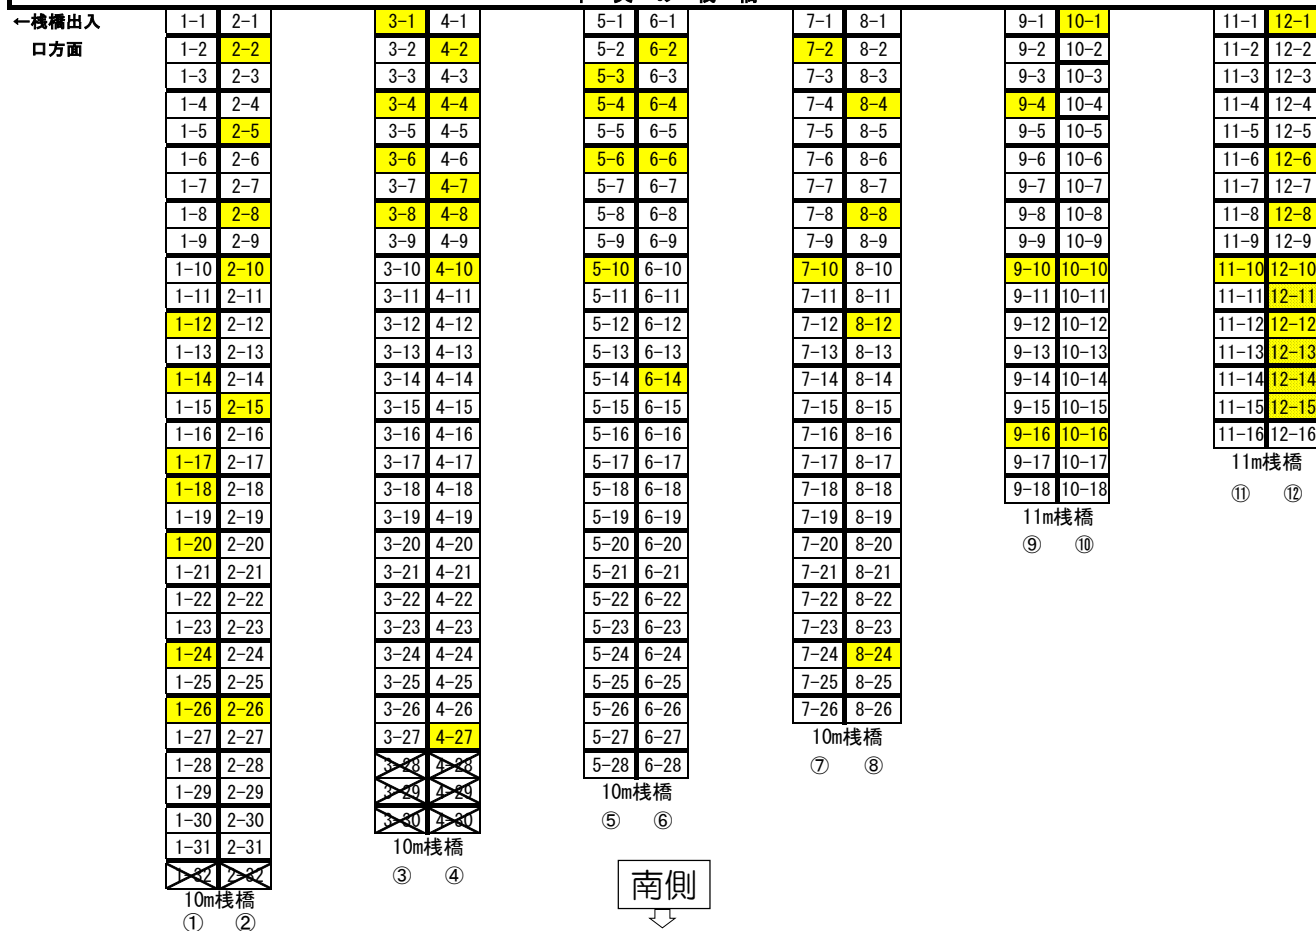 ←桟橋出入 1-1 2-1 3-1 4-1 5-1 6-1 7-1 8-1 9-1 10-1 11-1 12-1
口方面 1-2 2-2 3-2 4-2 5-2 6-2 7-2 8-2 9-2 10-2 11-2 12-2
1-3 2-3 3-3 4-3 5-3 6-3 7-3 8-3 9-3 10-3 11-3 12-3
1-4 2-4 3-4 4-4 5-4 6-4 7-4 8-4 9-4 10-4 11-4 12-4
1-5 2-5 3-5 4-5 5-5 6-5 7-5 8-5 9-5 10-5 11-5 12-5
1-6 2-6 3-6 4-6 5-6 6-6 7-6 8-6 9-6 10-6 11-6 12-6
1-7 2-7 3-7 4-7 5-7 6-7 7-7 8-7 9-7 10-7 11-7 12-7
1-8 2-8 3-8 4-8 5-8 6-8 7-8 8-8 9-8 10-8 11-8 12-8
1-9 2-9 3-9 4-9 5-9 6-9 7-9 8-9 9-9 10-9 11-9 12-9
1-10 2-10 3-10 4-10 5-10 6-10 7-10 8-10 9-10 10-10 11-10 12-10
1-11 2-11 3-11 4-11 5-11 6-11 7-11 8-11 9-11 10-11 11-11 12-11
1-12 2-12 3-12 4-12 5-12 6-12 7-12 8-12 9-12 10-12 11-12 12-12
1-13 2-13 3-13 4-13 5-13 6-13 7-13 8-13 9-13 10-13 11-13 12-13
1-14 2-14 3-14 4-14 5-14 6-14 7-14 8-14 9-14 10-14 11-14 12-14
1-15 2-15 3-15 4-15 5-15 6-15 7-15 8-15 9-15 10-15 11-15 12-15
1-16 2-16 3-16 4-16 5-16 6-16 7-16 8-16 9-16 10-16 11-16 12-16
1-17 2-17 3-17 4-17 5-17 6-17 7-17 8-17 9-17 10-17 11m桟橋
1-18 2-18 3-18 4-18 5-18 6-18 7-18 8-18 9-18 10-18 ⑪ ⑫
1-19 2-19 3-19 4-19 5-19 6-19 7-19 8-19 11m桟橋
1-20 2-20 3-20 4-20 5-20 6-20 7-20 8-20 ⑨ ⑩
1-21 2-21 3-21 4-21 5-21 6-21 7-21 8-21
1-22 2-22 3-22 4-22 5-22 6-22 7-22 8-22
1-23 2-23 3-23 4-23 5-23 6-23 7-23 8-23
1-24 2-24 3-24 4-24 5-24 6-24 7-24 8-24
1-25 2-25 3-25 4-25 5-25 6-25 7-25 8-25
1-26 2-26 3-26 4-26 5-26 6-26 7-26 8-26
1-27 2-27 3-27 4-27 5-27 6-27 10m桟橋
1-28 2-28 3-28 4-28 5-28 6-28 ⑦ ⑧
1-29 2-29 3-29 4-29 10m桟橋
1-30 2-30 3-30 4-30 ⑤ ⑥
1-31 2-31 10m桟橋
1-32 2-32 ③ ④ 南側
10m桟橋
① ②